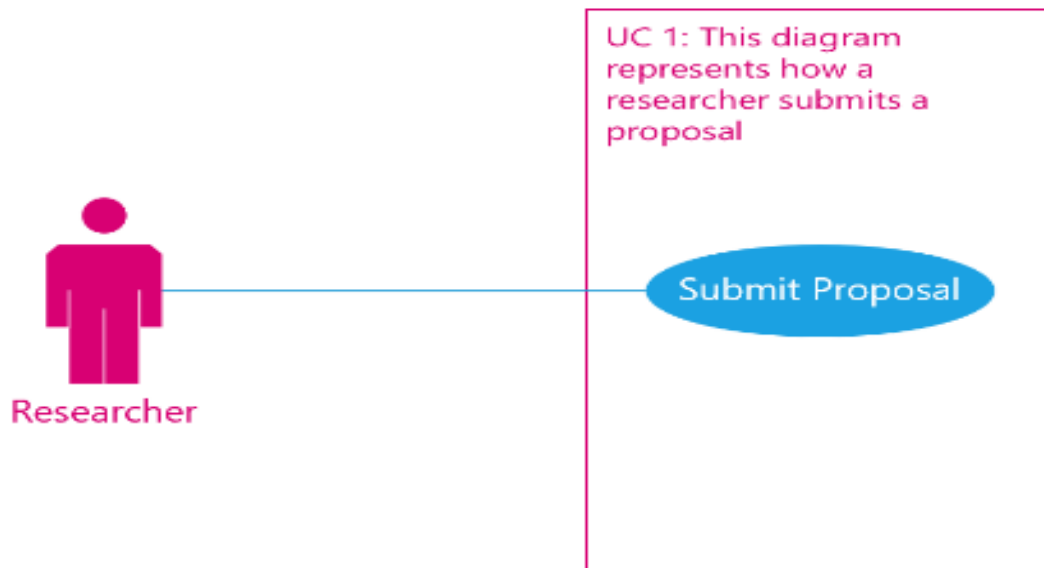 UC 1: This diagram
represents how a
researcher submits a
proposal
Submit Proposal
Researcher